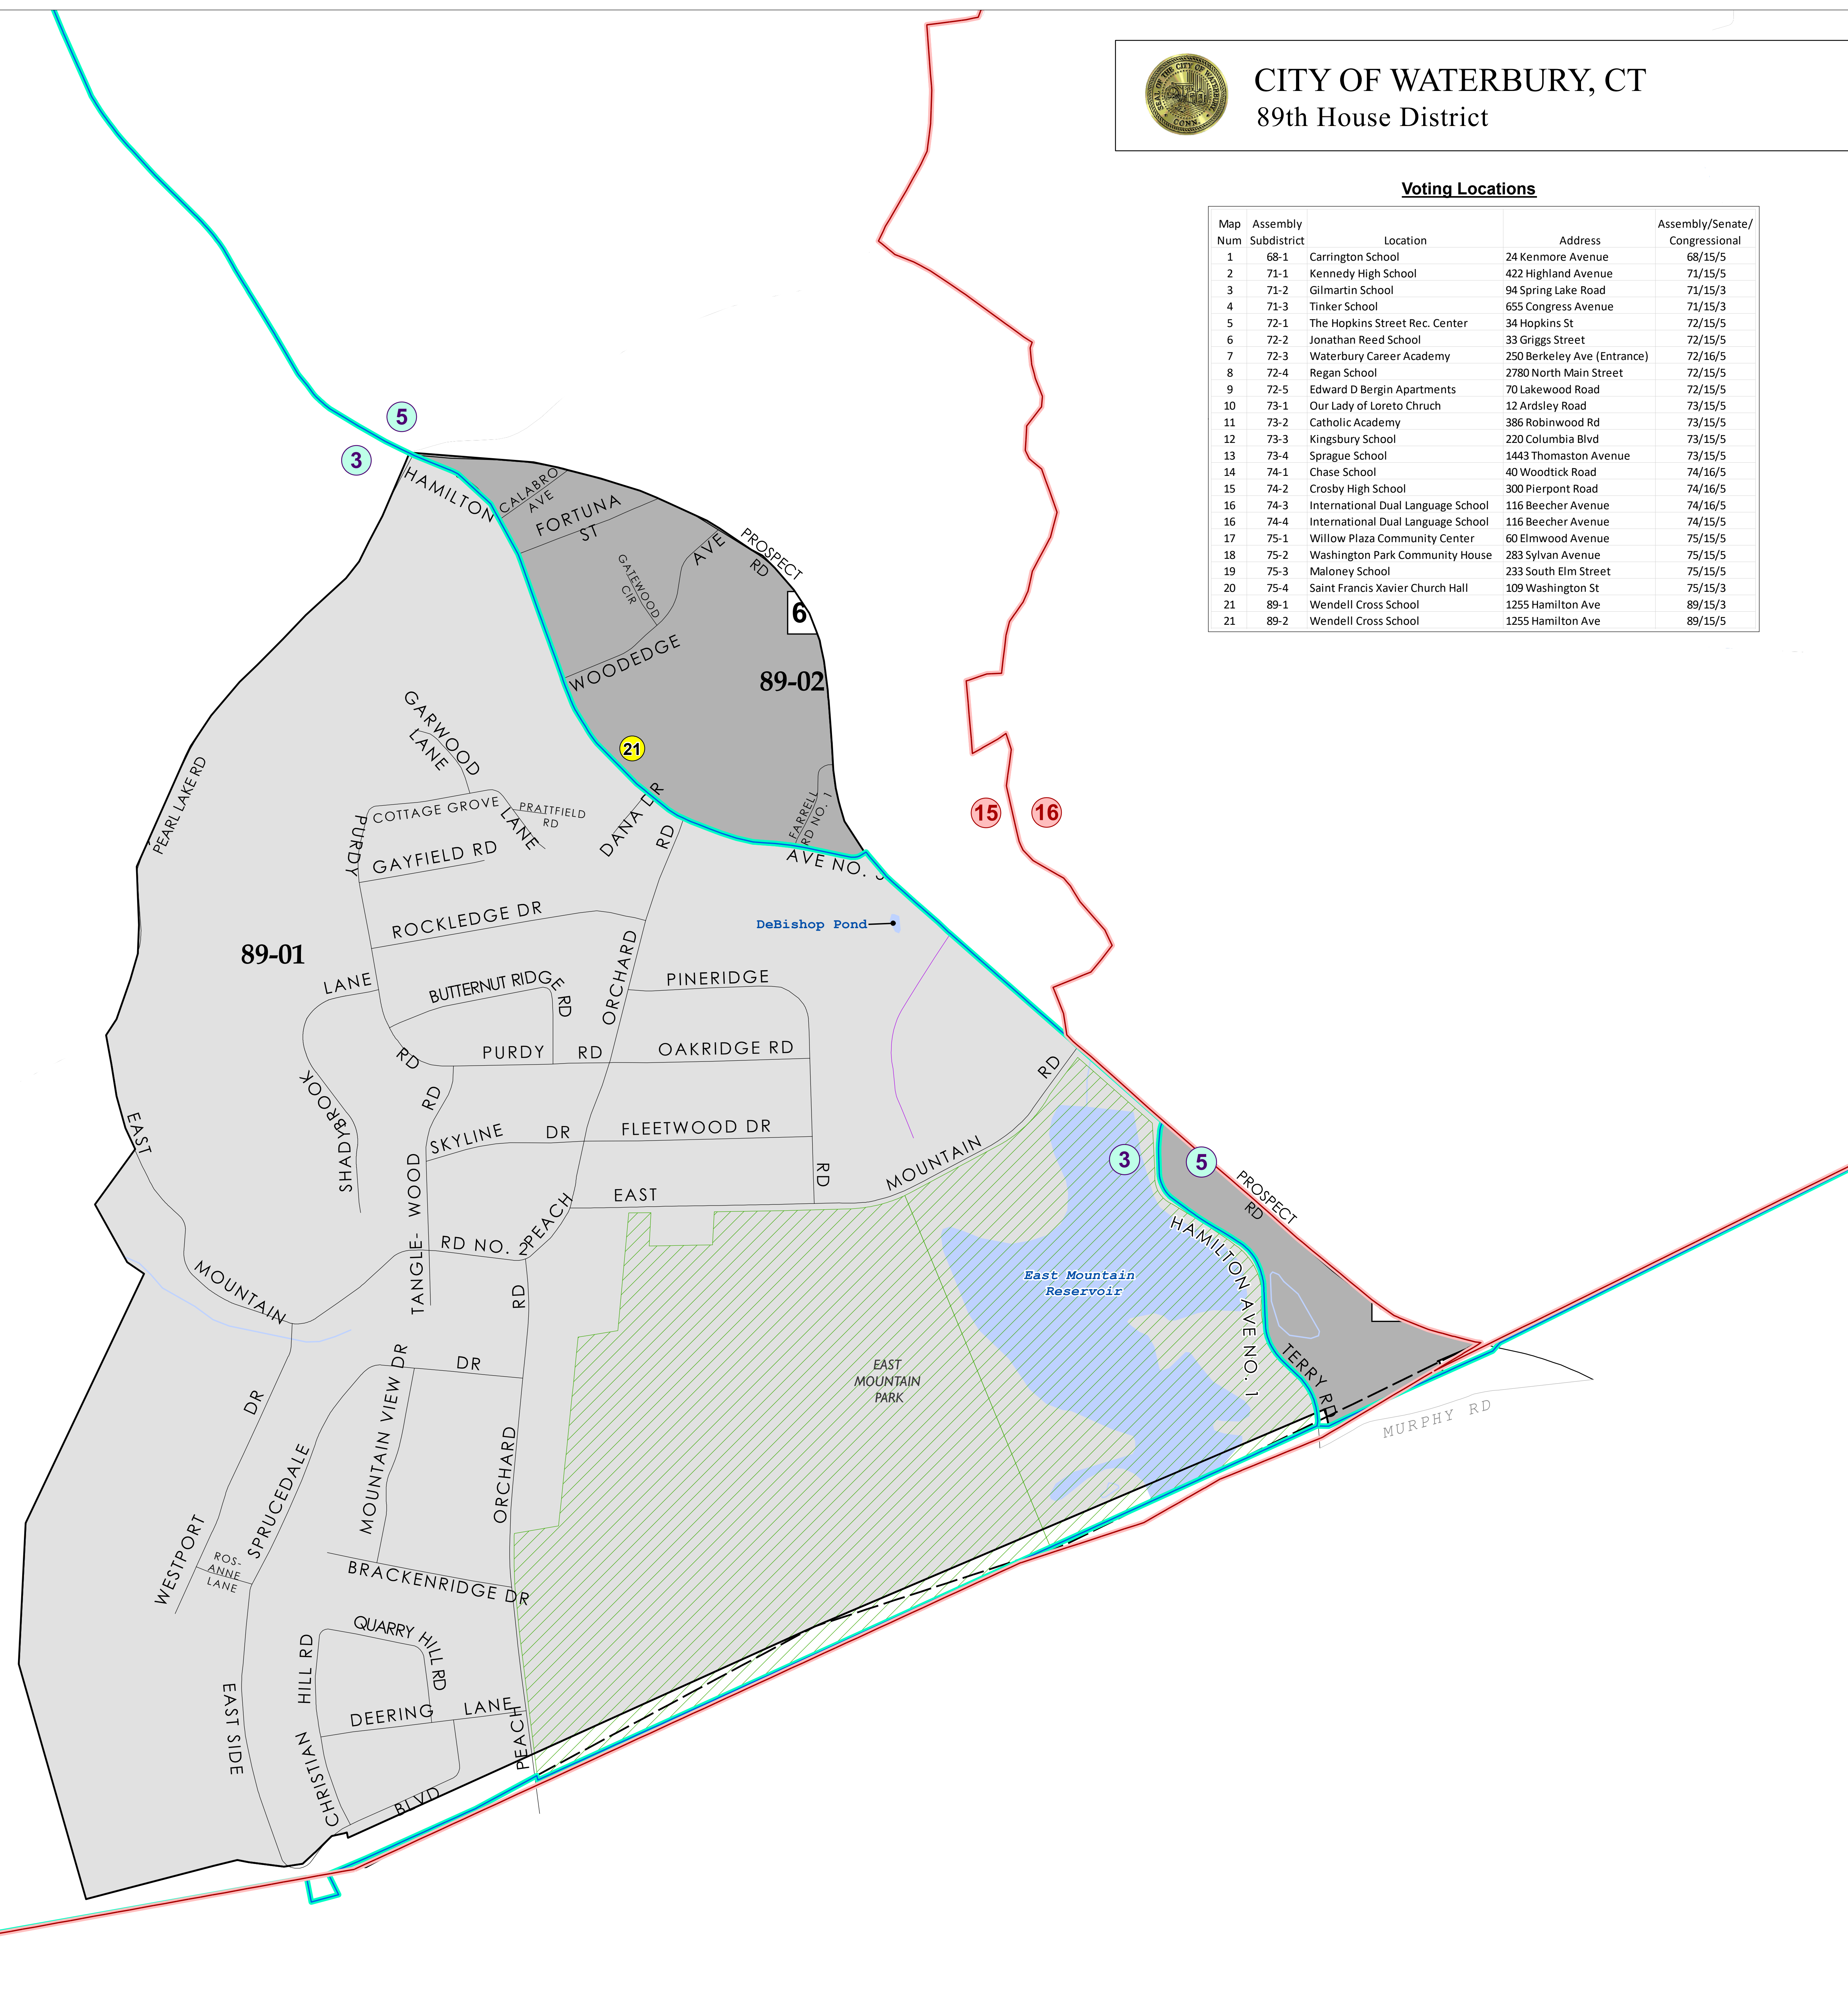 CITY OF WATERBURY, CT
89th House District
SEAL OF THE CITY OF WATERBURY
CONN.
Voting Locations
Map Num | Assembly Subdistrict | Location | Address | Assembly/Senate/ Congressional
1 68-1 Carrington School 24 Kenmore Avenue 68/15/5
2 71-1 Kennedy High School 422 Highland Avenue 71/15/5
3 71-2 Gilmartin School 94 Spring Lake Road 71/15/3
4 71-3 Tinker School 655 Congress Avenue 71/15/3
5 72-1 The Hopkins Street Rec. Center 34 Hopkins St 72/15/5
6 72-2 Jonathan Reed School 33 Griggs Street 72/15/5
7 72-3 Waterbury Career Academy 250 Berkeley Ave (Entrance) 72/16/5
8 72-4 Regan School 2780 North Main Street 72/15/5
9 72-5 Edward D Bergin Apartments 70 Lakewood Road 72/15/5
10 73-1 Our Lady of Loreto Chruch 12 Ardsley Road 73/15/5
11 73-2 Catholic Academy 386 Robinwood Rd 73/15/5
12 73-3 Kingsbury School 220 Columbia Blvd 73/15/5
13 73-4 Sprague School 1443 Thomaston Avenue 73/15/5
14 74-1 Chase School 40 Woodtick Road 74/16/5
15 74-2 Crosby High School 300 Pierpont Road 74/16/5
16 74-3 International Dual Language School 116 Beecher Avenue 74/16/5
16 74-4 International Dual Language School 116 Beecher Avenue 74/15/5
17 75-1 Willow Plaza Community Center 60 Elmwood Avenue 75/15/5
18 75-2 Washington Park Community House 283 Sylvan Avenue 75/15/5
19 75-3 Maloney School 233 South Elm Street 75/15/5
20 75-4 Saint Francis Xavier Church Hall 109 Washington St 75/15/3
21 89-1 Wendell Cross School 1255 Hamilton Ave 89/15/3
21 89-2 Wendell Cross School 1255 Hamilton Ave 89/15/5
5
3
HAMILTON
CALABRO
AVE
FORTUNA
ST
GATEWOOD
CIR
AVE
PROSPECT
RD
6
WOODEDGE
89-02
GARWOOD
LANE
21
PEARL LAKE RD
COTTAGE GROVE
LANE
PRATTFIELD
RD
DANA DR
RD
FARRELL
RD NO. 1
15
16
PURDY
GAYFIELD RD
AVE NO.
ROCKLEDGE DR
DeBishop Pond
89-01
LANE
BUTTERNUT RIDGE
RD
ORCHARD
PINERIDGE
RD
PURDY
RD
OAKRIDGE RD
RD
SHADYBROOK
RD
EAST
SKYLINE
DR
FLEETWOOD DR
RD
MOUNTAIN
3
5
PROSPECT
RD
EAST
PEACH
RD NO. 2
TANGLE-
WOOD
MOUNTAIN
HAMILTON AVE NO. 1
East Mountain
Reservoir
RD
DR
DR
DR
EAST
MOUNTAIN
PARK
TERRY RD
MURPHY RD
MOUNTAIN VIEW
ORCHARD
SPRUCEDALE
WESTPORT
ROS-
ANNE
LANE
BRACKENRIDGE DR
QUARRY HILL RD
HILL RD
DEERING
LANE
EAST SIDE
PEACH
CHRISTIAN
BLVD